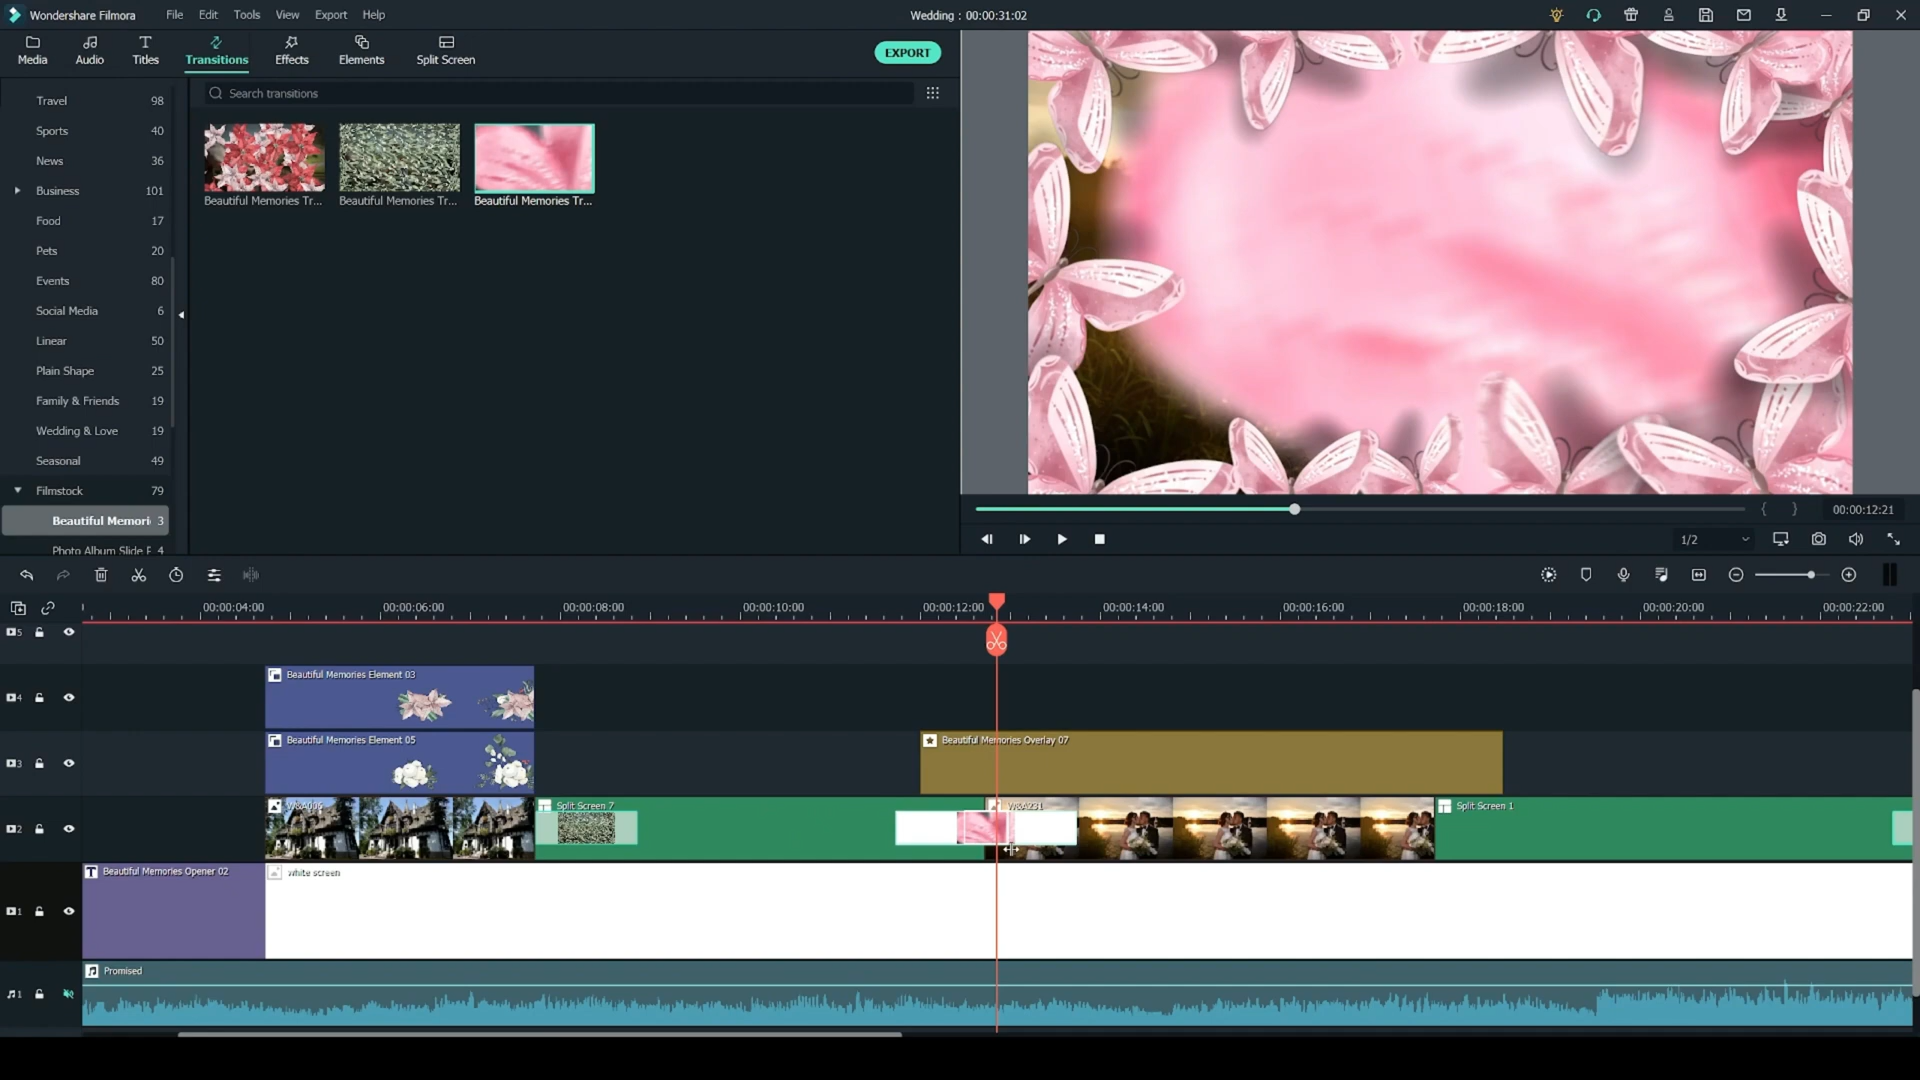 Wondershare Filmora
File
Edit
Tools
View
Export
Help
Wedding : 00:00:31:02
Media
Audio
Titles
Transitions
Effects
Elements
Split Screen
EXPORT
Search transitions
Travel 98
Sports 40
News 36
Business 101
Food 17
Pets 20
Events 80
Social Media 6
Linear 50
Plain Shape 25
Family & Friends 19
Wedding & Love 19
Seasonal 49
Filmstock 79
Beautiful Memori 3
Photo Album Slide F 4
Beautiful Memories Tr...
Beautiful Memories Tr...
Beautiful Memories Tr...
{ }
00:00:12:21
1/2
00:00:04:00
00:00:06:00
00:00:08:00
00:00:10:00
00:00:12:00
00:00:14:00
00:00:16:00
00:00:18:00
00:00:20:00
00:00:22:00
5
4
Beautiful Memories Element 03
3
Beautiful Memories Element 05
Beautiful Memories Overlay 07
2
Split Screen 7
W&A231
Split Screen 1
1
Beautiful Memories Opener 02
white screen
1
Promised